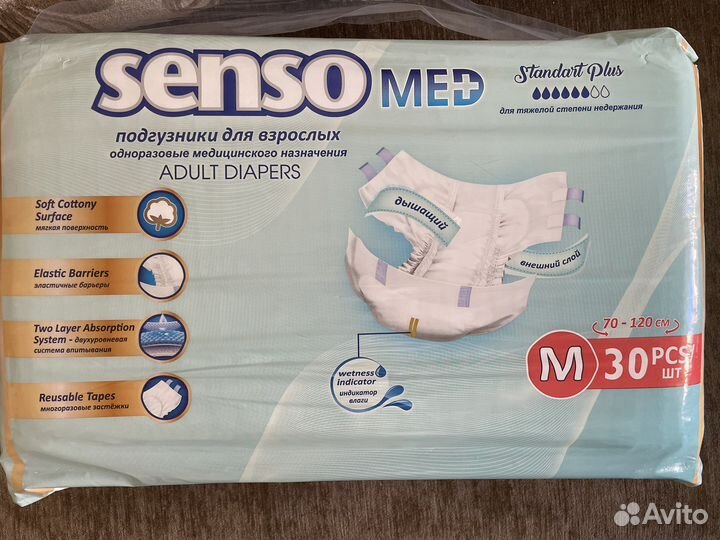 senso MED
Standart Plus
для тяжелой степени недержания
подгузники для взрослых
одноразовые медицинского назначения
ADULT DIAPERS
Soft Cottony
Surface
мягкая поверхность
Elastic Barriers
эластичные барьеры
Two Layer Absorption
System - двухуровневая
система впитывания
Reusable Tapes
многоразовые застёжки
дышащий
внешний слой
wetness
indicator
индикатор
влаги
70 - 120 см
M 30 PCS
ШТ
Avito